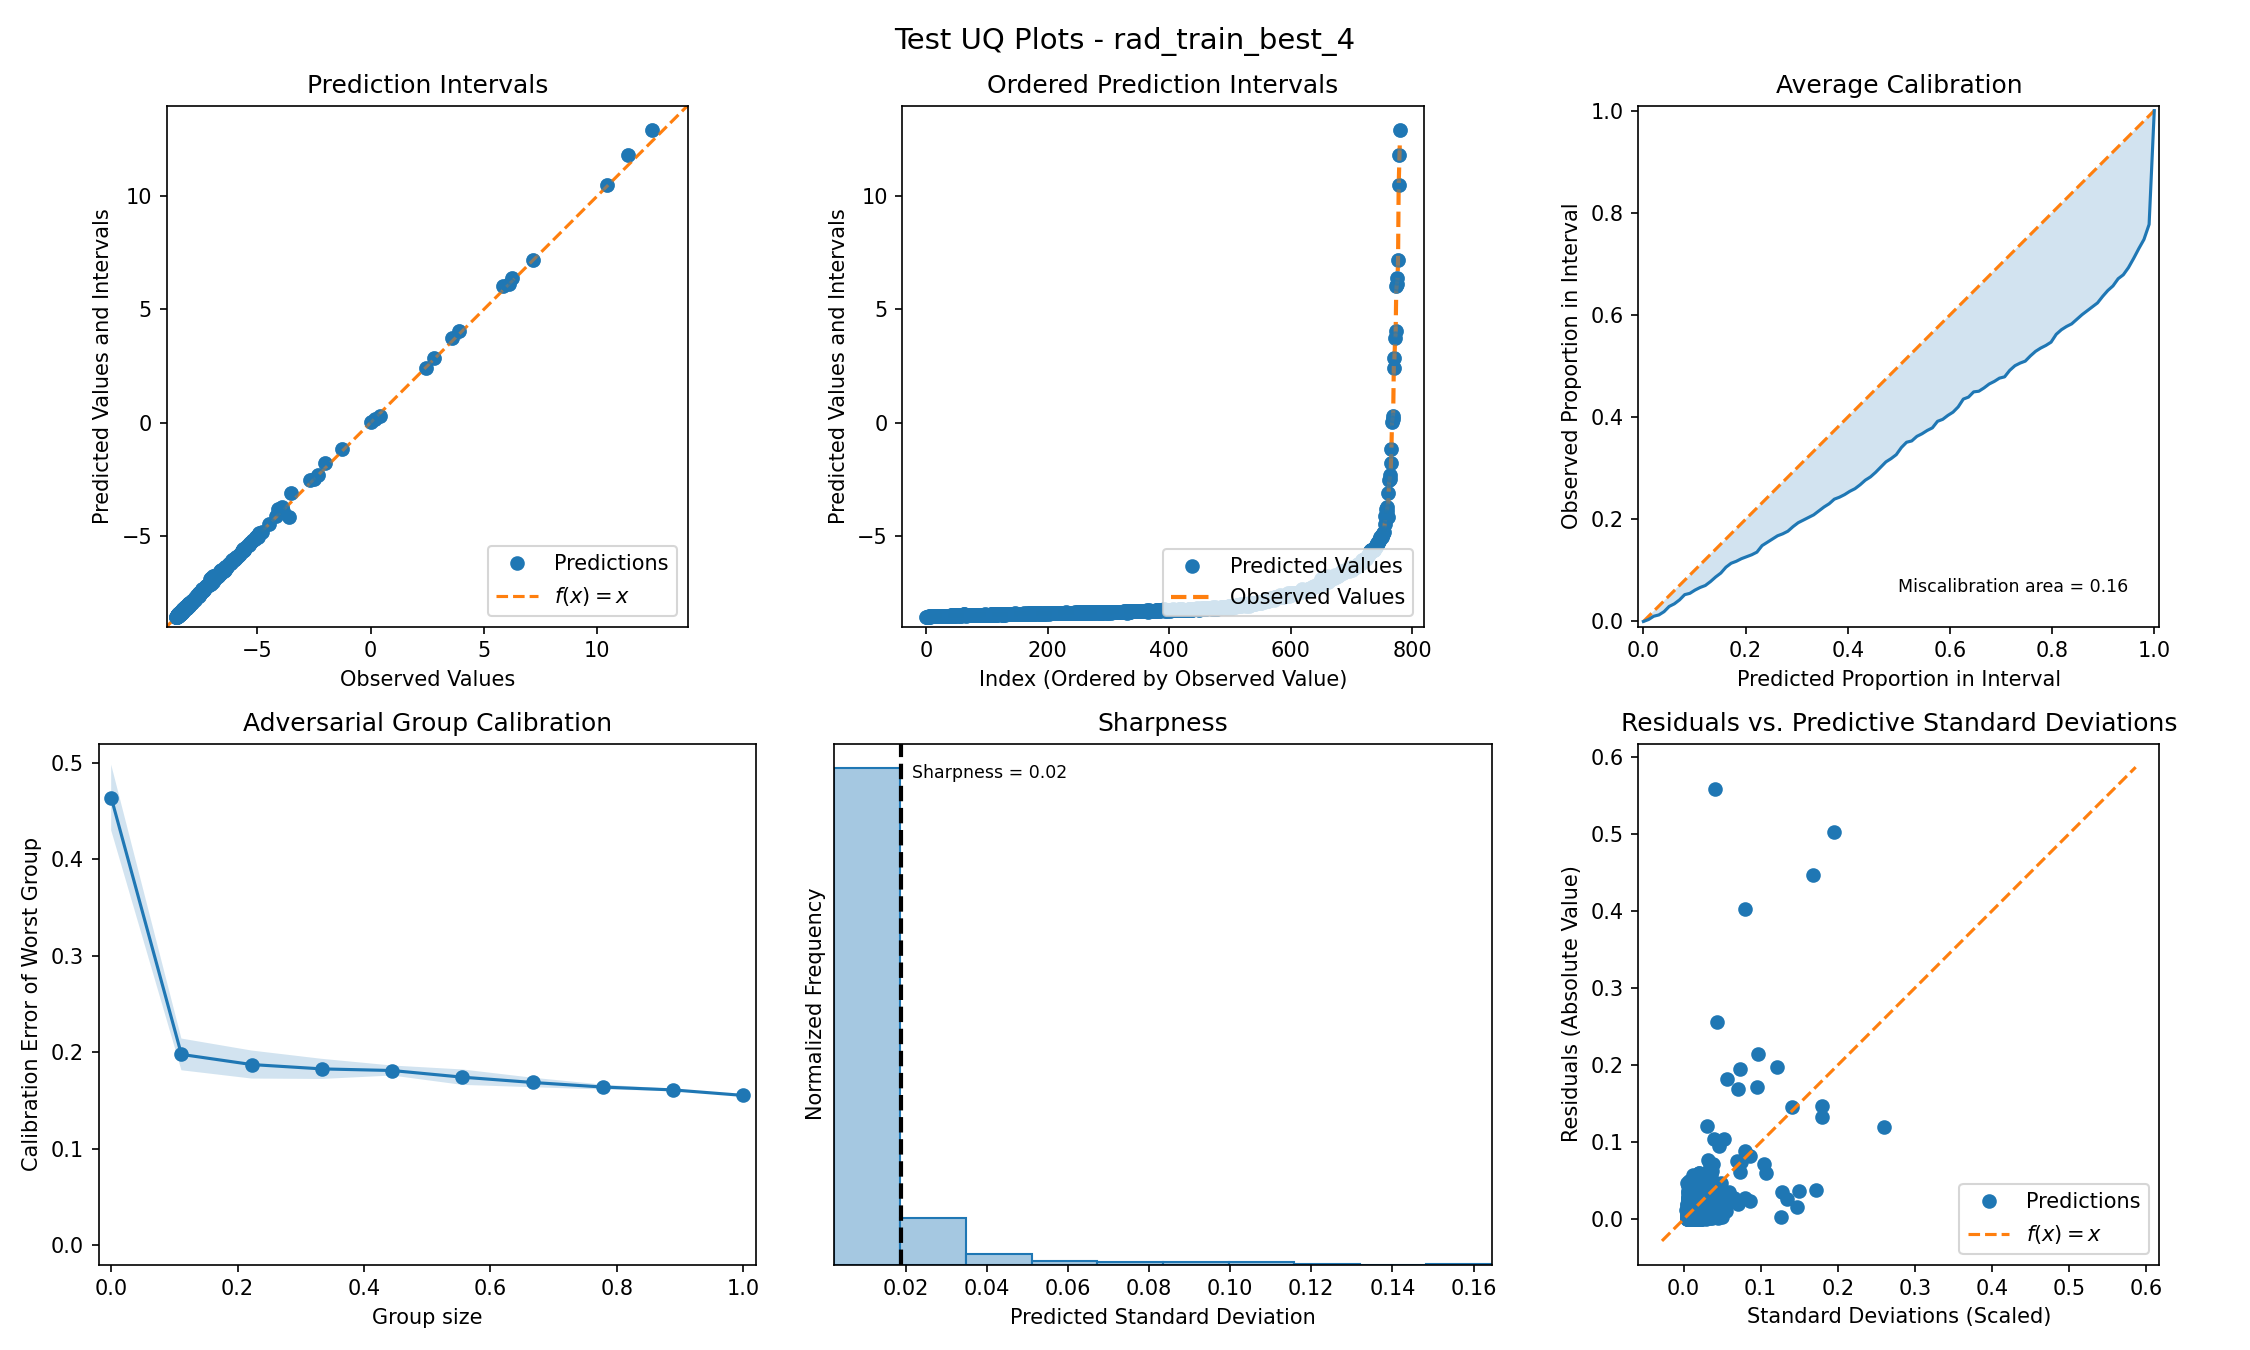 Test UQ Plots - rad_train_best_4
Prediction Intervals
Predicted Values and Intervals
10
5
0
−5
−5 0 5 10
Observed Values
Predictions
f(x) = x
Ordered Prediction Intervals
Predicted Values and Intervals
10
5
0
−5
0 200 400 600 800
Index (Ordered by Observed Value)
Predicted Values
Observed Values
Average Calibration
Observed Proportion in Interval
1.0
0.8
0.6
0.4
0.2
0.0
0.0 0.2 0.4 0.6 0.8 1.0
Predicted Proportion in Interval
Miscalibration area = 0.16
Adversarial Group Calibration
Calibration Error of Worst Group
0.5
0.4
0.3
0.2
0.1
0.0
0.0 0.2 0.4 0.6 0.8 1.0
Group size
Sharpness
Normalized Frequency
Sharpness = 0.02
0.02 0.04 0.06 0.08 0.10 0.12 0.14 0.16
Predicted Standard Deviation
Residuals vs. Predictive Standard Deviations
Residuals (Absolute Value)
0.6
0.5
0.4
0.3
0.2
0.1
0.0
0.0 0.1 0.2 0.3 0.4 0.5 0.6
Standard Deviations (Scaled)
Predictions
f(x) = x